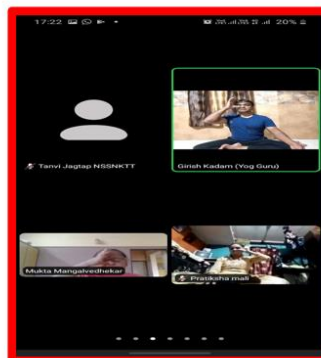 17:22
20%
Tanvi Jagtap NSSNKTT
Girish Kadam (Yog Guru)
Mukta Mangalvedhekar
Pratiksha mali